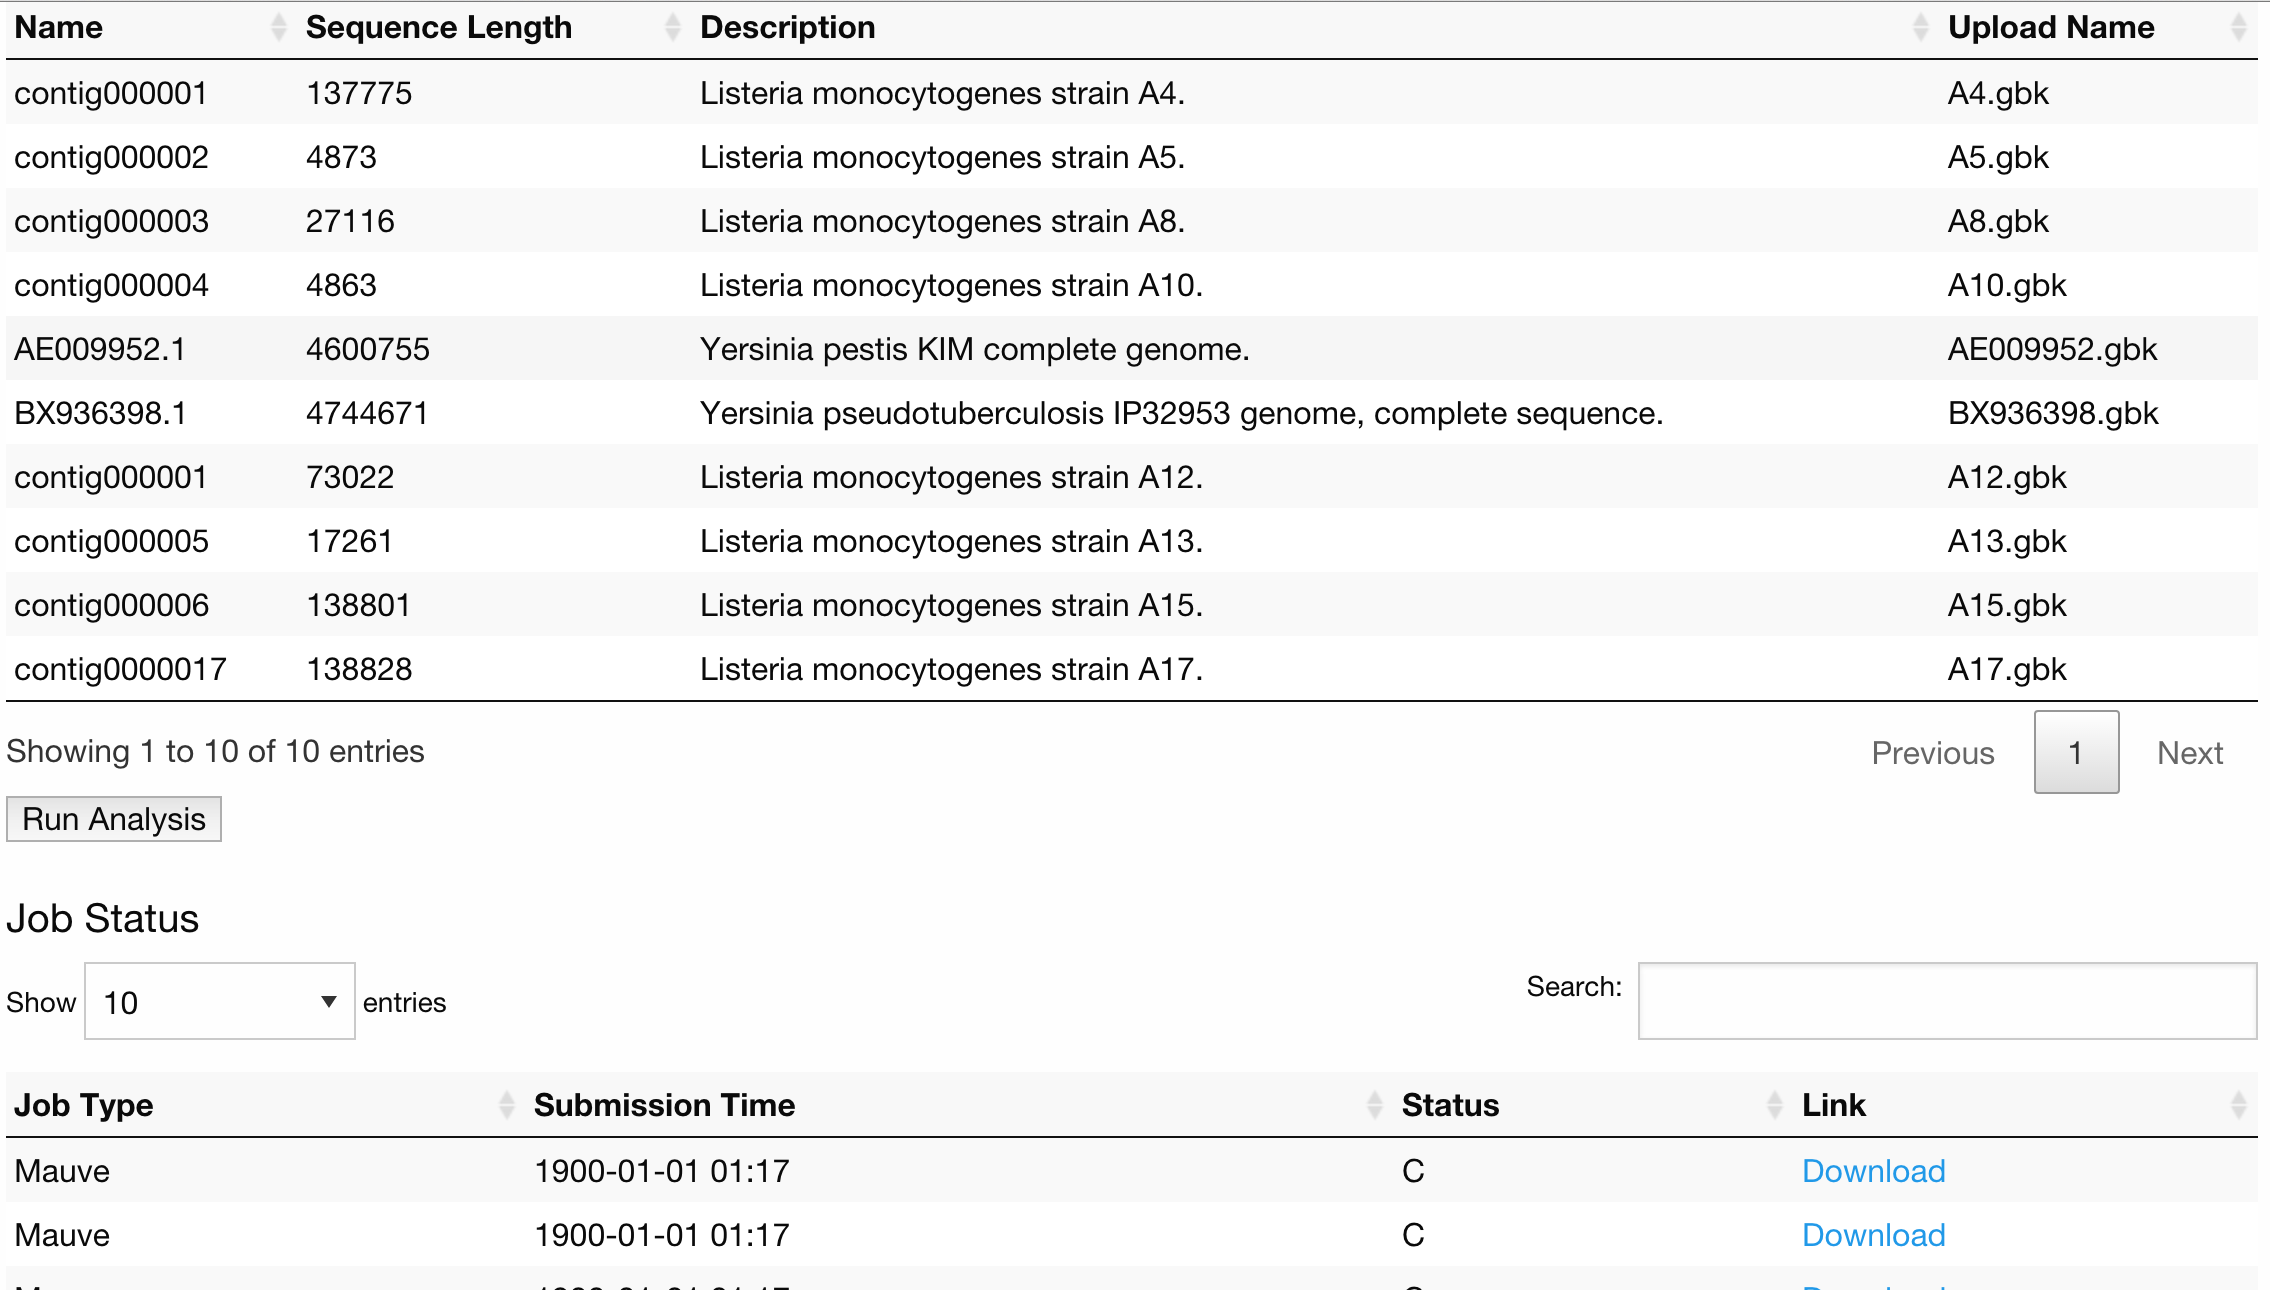 Name Sequence Length Description Upload Name
contig000001 137775 Listeria monocytogenes strain A4. A4.gbk
contig000002 4873 Listeria monocytogenes strain A5. A5.gbk
contig000003 27116 Listeria monocytogenes strain A8. A8.gbk
contig000004 4863 Listeria monocytogenes strain A10. A10.gbk
AE009952.1 4600755 Yersinia pestis KIM complete genome. AE009952.gbk
BX936398.1 4744671 Yersinia pseudotuberculosis IP32953 genome, complete sequence. BX936398.gbk
contig000001 73022 Listeria monocytogenes strain A12. A12.gbk
contig000005 17261 Listeria monocytogenes strain A13. A13.gbk
contig000006 138801 Listeria monocytogenes strain A15. A15.gbk
contig0000017 138828 Listeria monocytogenes strain A17. A17.gbk
Showing 1 to 10 of 10 entries Previous 1 Next
Run Analysis
Job Status
Show 10 entries Search:
Job Type Submission Time Status Link
Mauve 1900-01-01 01:17 C Download
Mauve 1900-01-01 01:17 C Download